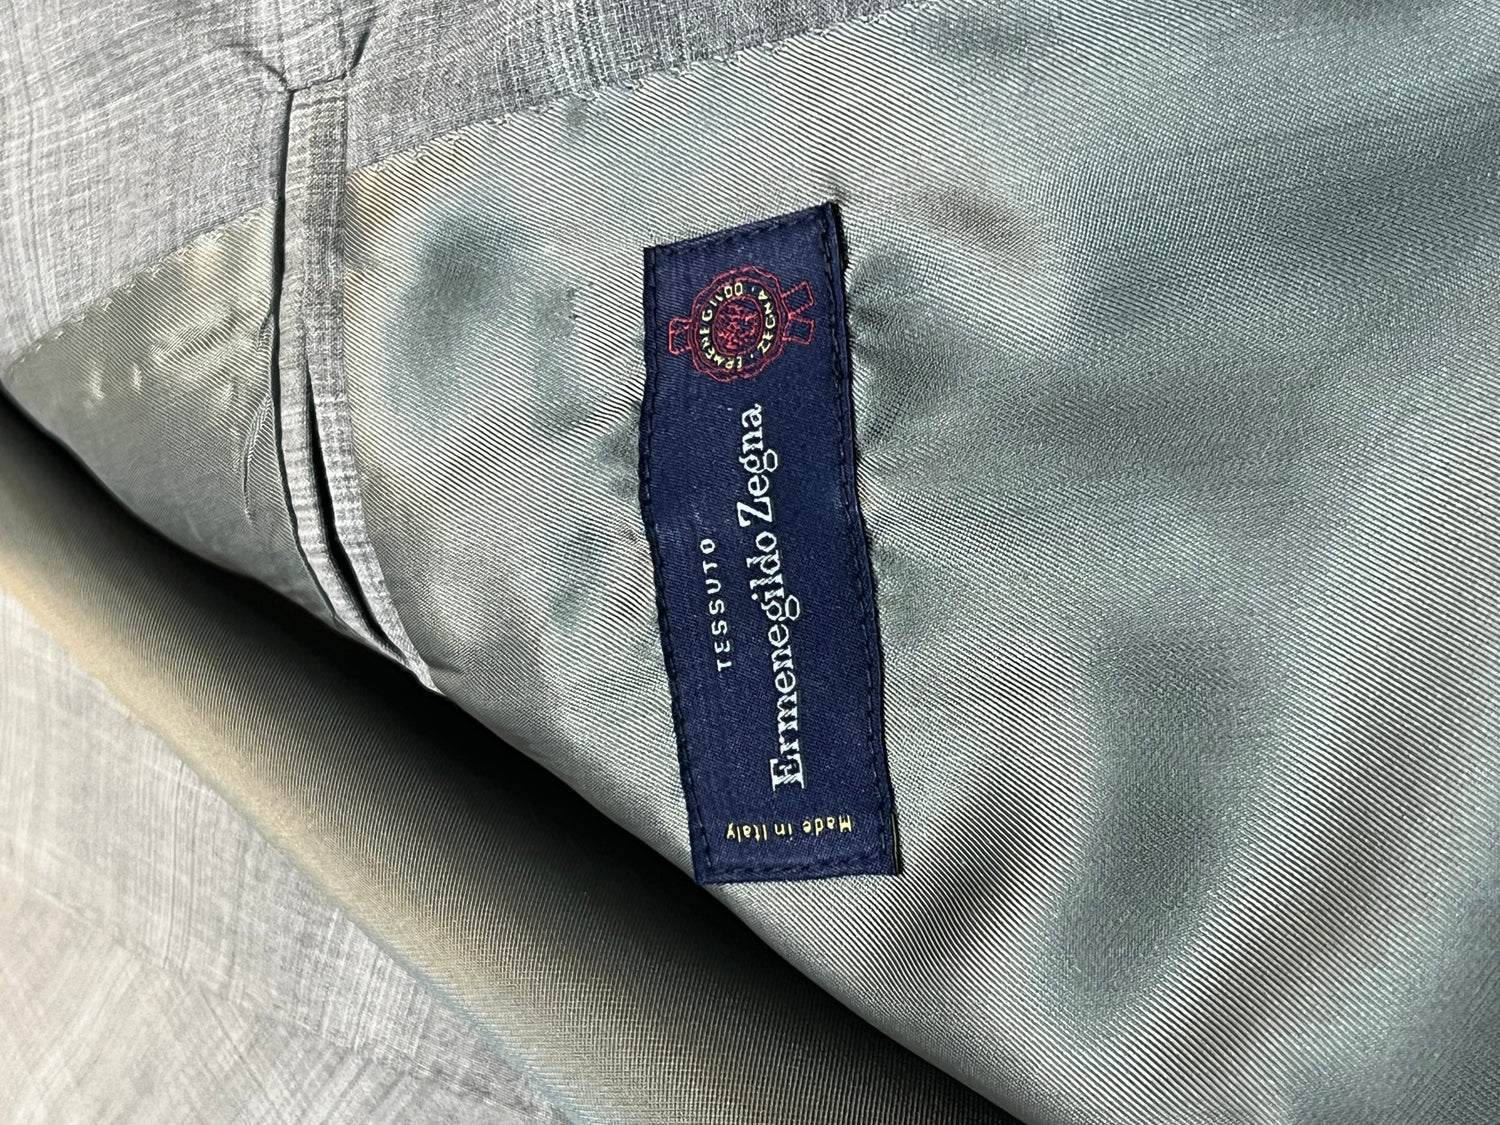 ERMENEGILDO · ZEGNA ·
TESSUTO
Ermenegildo Zegna
Made in Italy